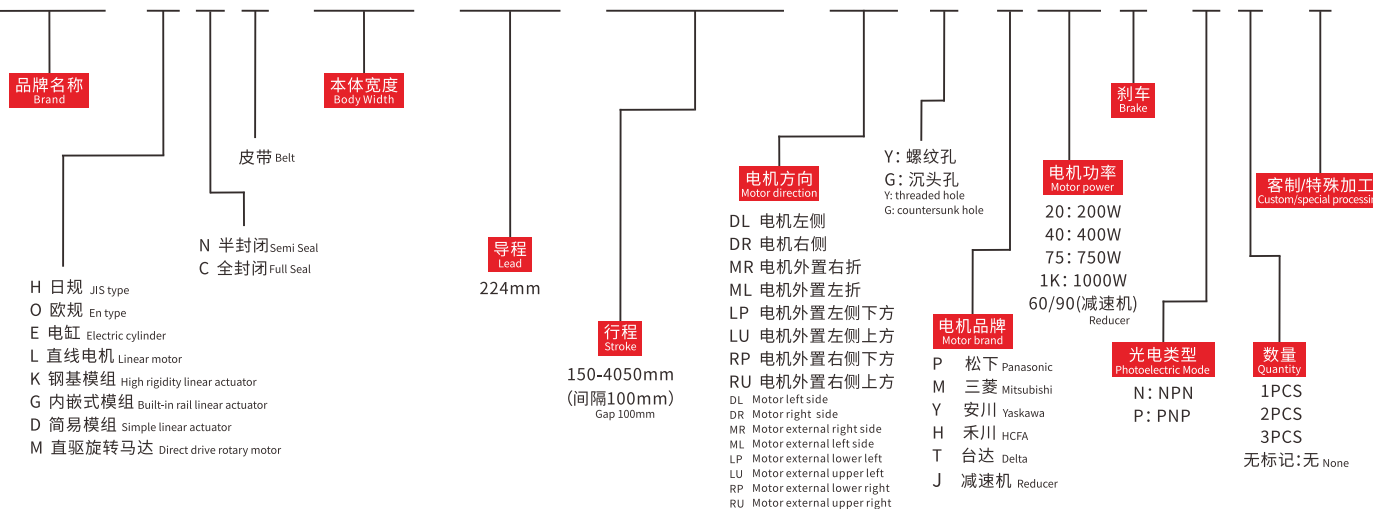 品牌名称
Brand
H 日规 JIS type
O 欧规 En type
E 电缸 Electric cylinder
L 直线电机 Linear motor
K 钢基模组 High rigidity linear actuator
G 内嵌式模组 Built-in rail linear actuator
D 简易模组 Simple linear actuator
M 直驱旋转马达 Direct drive rotary motor
N 半封闭 Semi Seal
C 全封闭 Full Seal
皮带 Belt
本体宽度
Body Width
导程
Lead
224mm
行程
Stroke
150-4050mm
(间隔100mm)
Gap 100mm
电机方向
Motor direction
DL 电机左侧
DR 电机右侧
MR 电机外置右折
ML 电机外置左折
LP 电机外置左侧下方
LU 电机外置左侧上方
RP 电机外置右侧下方
RU 电机外置右侧上方
DL Motor left side
DR Motor right side
MR Motor external right side
ML Motor external left side
LP Motor external lower left
LU Motor external upper left
RP Motor external lower right
RU Motor external upper right
Y: 螺纹孔
G: 沉头孔
Y: threaded hole
G: countersunk hole
电机品牌
Motor brand
P 松下 Panasonic
M 三菱 Mitsubishi
Y 安川 Yaskawa
H 禾川 HCFA
T 台达 Delta
J 减速机 Reducer
电机功率
Motor power
20: 200W
40: 400W
75: 750W
1K: 1000W
60/90(减速机)
Reducer
刹车
Brake
光电类型
Photoelectric Mode
N: NPN
P: PNP
数量
Quantity
1PCS
2PCS
3PCS
无标记:无 None
客制/特殊加工
Custom/special processin